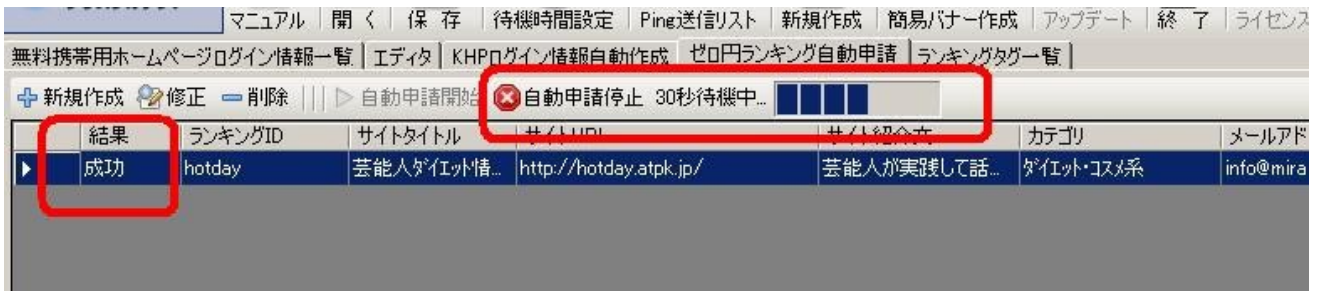 マニュアル 開く 保存 待機時間設定 Ping送信リスト 新規作成 簡易バナー作成 アップデート 終了 ライセンス
無料携帯用ホームページログイン情報一覧 エディタ KHPログイン情報自動作成 ゼロ円ランキング自動申請 ランキングタグ一覧
新規作成 修正 削除 自動申請開始 自動申請停止 30秒待機中...
結果 ランキングID サイトタイトル サイトURL サイト紹介文 カテゴリ メールアド
成功 hotday 芸能人ダイエット情... http://hotday.atpk.jp/ 芸能人が実践して話... ダイエット・コスメ系 info@mira